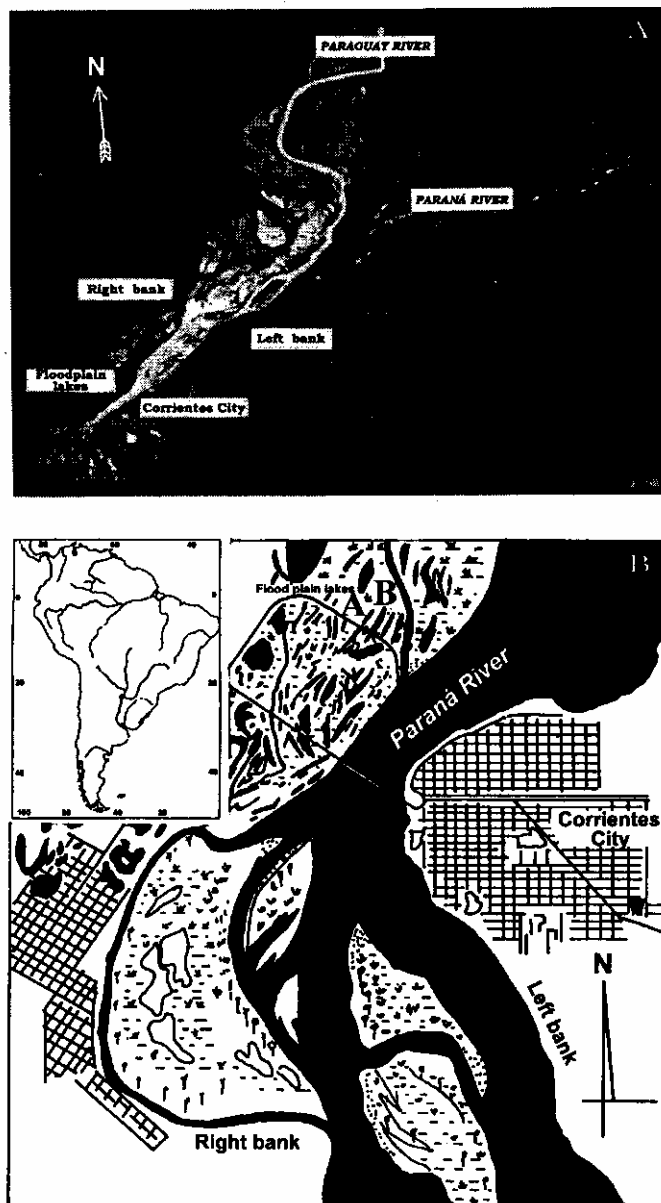 A
PARAGUAY RIVER
N
PARANÁ RIVER
Right bank
Left bank
Floodplain
lakes
Corrientes City
B
Flood plain lakes
A B
Paraná River
Corrientes
City
N
Left bank
Right bank